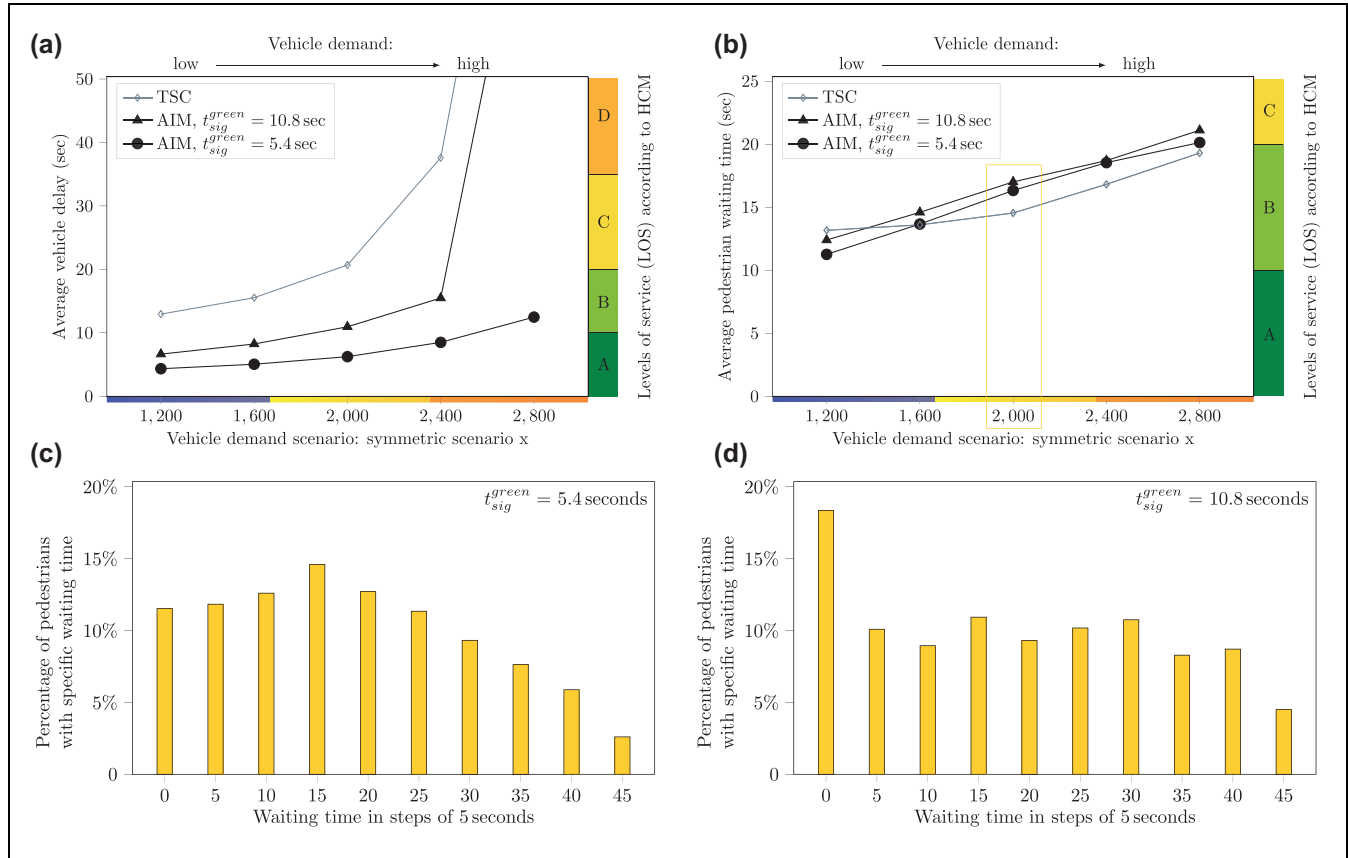 (a)
Vehicle demand:
low
high
50
40
30
20
10
0
Average vehicle delay (sec)
TSC
AIM, t_sig^green = 10.8 sec
AIM, t_sig^green = 5.4 sec
D
C
B
A
Levels of service (LOS) according to HCM
1,200
1,600
2,000
2,400
2,800
Vehicle demand scenario: symmetric scenario x
(b)
Vehicle demand:
low
high
25
20
15
10
5
0
Average pedestrian waiting time (sec)
TSC
AIM, t_sig^green = 10.8 sec
AIM, t_sig^green = 5.4 sec
C
B
A
Levels of service (LOS) according to HCM
1,200
1,600
2,000
2,400
2,800
Vehicle demand scenario: symmetric scenario x
(c)
20%
15%
10%
5%
0
Percentage of pedestrians
with specific waiting time
t_sig^green = 5.4 seconds
0
5
10
15
20
25
30
35
40
45
Waiting time in steps of 5 seconds
(d)
20%
15%
10%
5%
0
Percentage of pedestrians
with specific waiting time
t_sig^green = 10.8 seconds
0
5
10
15
20
25
30
35
40
45
Waiting time in steps of 5 seconds